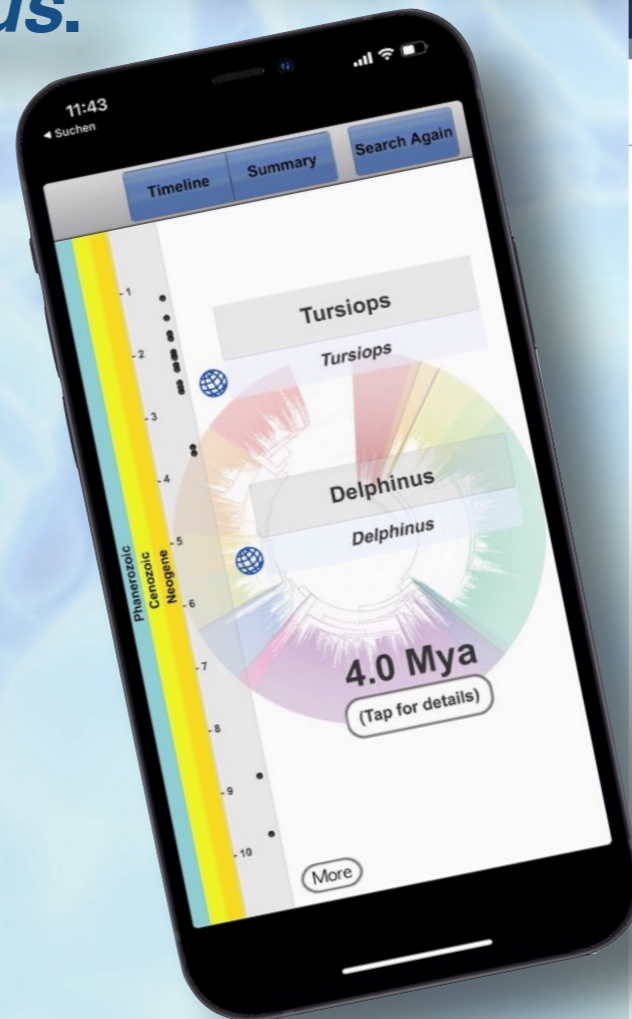 us.
11:43
◄ Suchen
Timeline
Summary
Search Again
Tursiops
Tursiops
Delphinus
Delphinus
4.0 Mya
(Tap for details)
More
Phanerozoic
Cenozoic
Neogene
- 1
- 2
- 3
- 4
- 5
- 6
- 7
- 8
- 9
- 10